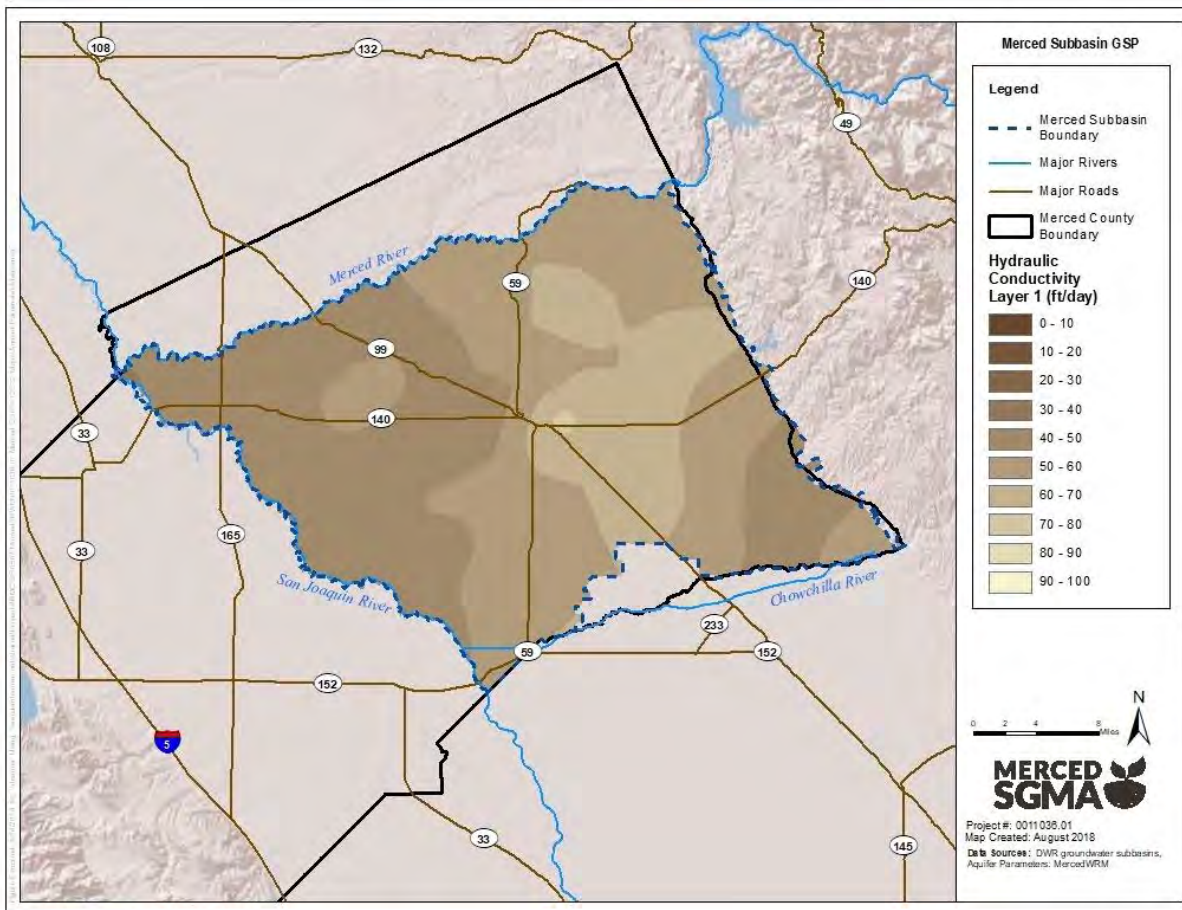 Merced Subbasin GSP
Legend
Merced Subbasin
Boundary
Major Rivers
Major Roads
Merced County
Boundary
Hydraulic
Conductivity
Layer 1 (ft/day)
0 - 10
10 - 20
20 - 30
30 - 40
40 - 50
50 - 60
60 - 70
70 - 80
80 - 90
90 - 100
108
132
49
Merced River
59
140
99
140
33
165
33
San Joaquin River
Chowchilla River
233
59
152
152
5
33
145
N
0 2 4 8
Miles
MERCED
SGMA
Project #: 0011036.01
Map Created: August 2018
Data Sources: DWR groundwater subbasins,
Aquifer Parameters: MercedWRM